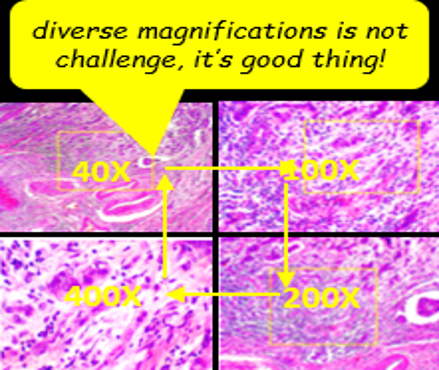 diverse magnifications is not
challenge, it's good thing!
40X
100X
400X
200X